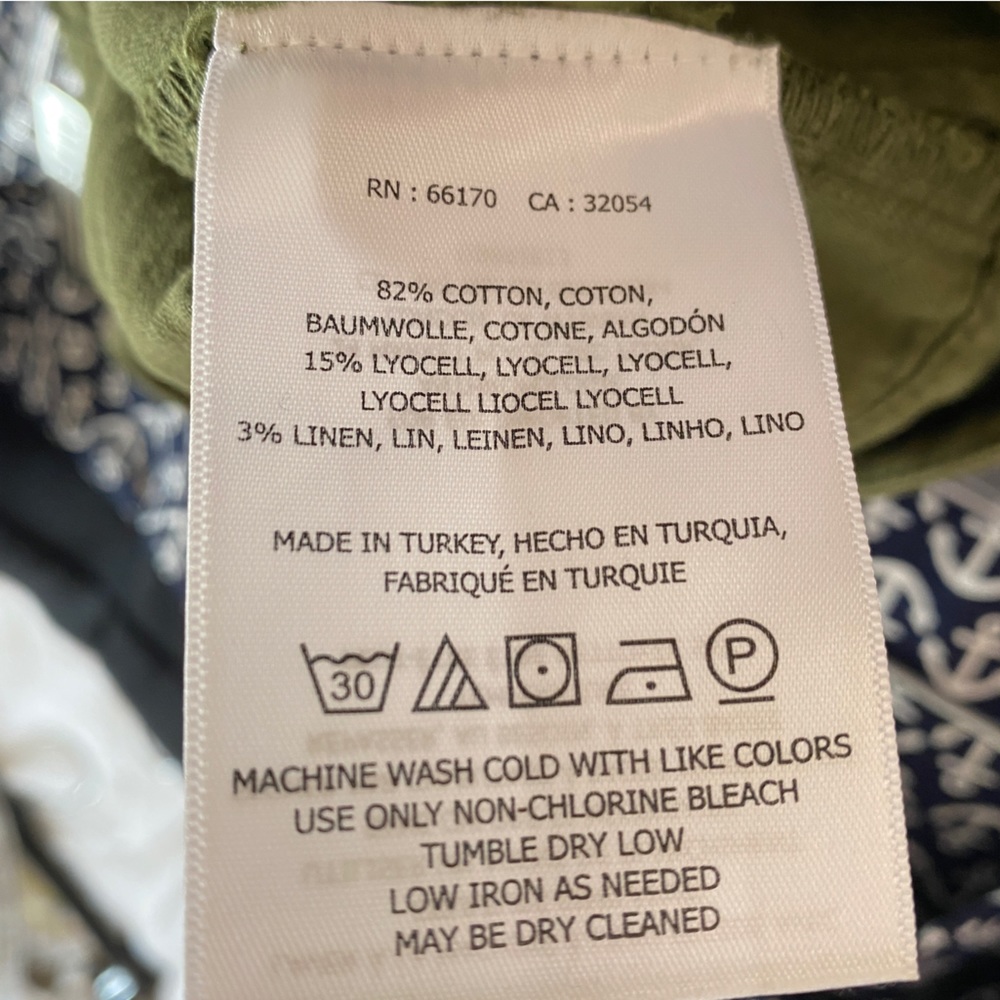 RN : 66170 CA : 32054
82% COTTON, COTON,
BAUMWOLLE, COTONE, ALGODÓN
15% LYOCELL, LYOCELL, LYOCELL,
LYOCELL LIOCEL LYOCELL
3% LINEN, LIN, LEINEN, LINO, LINHO, LINO
MADE IN TURKEY, HECHO EN TURQUIA,
FABRIQUÉ EN TURQUIE
30 P
MACHINE WASH COLD WITH LIKE COLORS
USE ONLY NON-CHLORINE BLEACH
TUMBLE DRY LOW
LOW IRON AS NEEDED
MAY BE DRY CLEANED